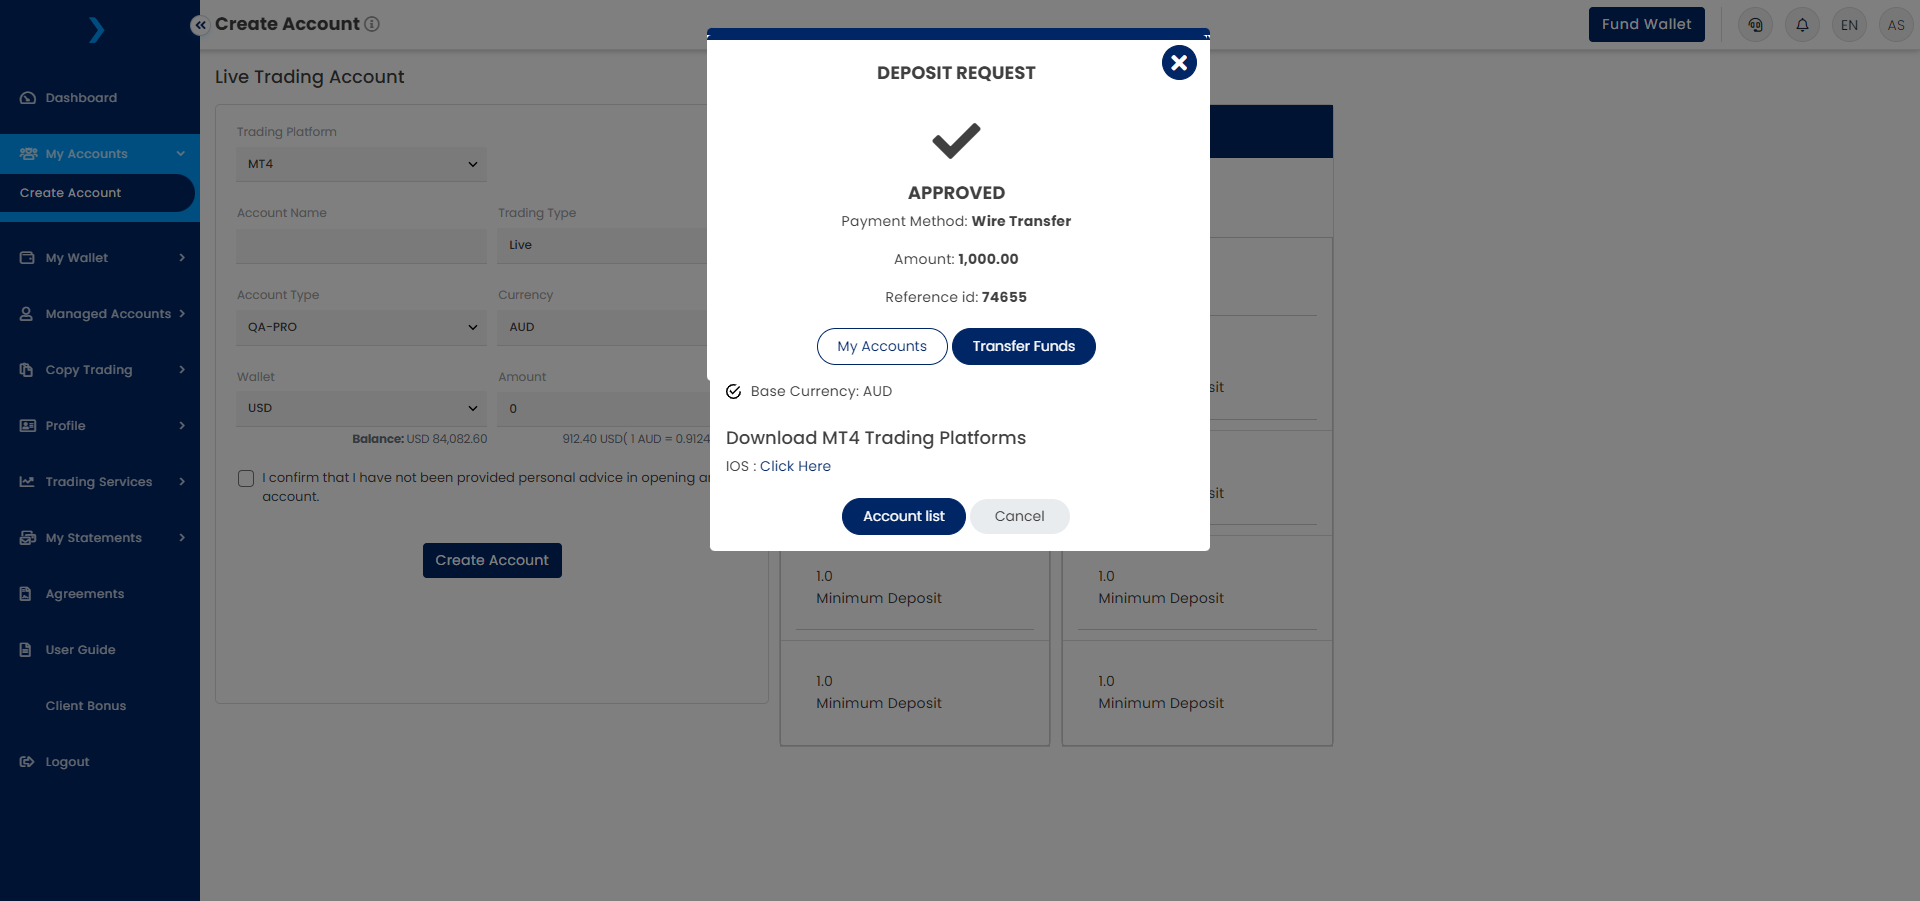 Create Account
Fund Wallet
EN
AS
Dashboard
My Accounts
Create Account
My Wallet
Managed Accounts
Copy Trading
Profile
Trading Services
My Statements
Agreements
User Guide
Client Bonus
Logout
Live Trading Account
Trading Platform
MT4
Account Name
Trading Type
Live
Account Type
Currency
QA-PRO
AUD
Wallet
Amount
USD
0
Balance: USD 84,082.60
912.40 USD( 1 AUD = 0.9124
I confirm that I have not been provided personal advice in opening
account.
Create Account
DEPOSIT REQUEST
APPROVED
Payment Method: Wire Transfer
Amount: 1,000.00
Reference id: 74655
My Accounts
Transfer Funds
Base Currency: AUD
Download MT4 Trading Platforms
IOS : Click Here
Account list
Cancel
1.0
Minimum Deposit
1.0
Minimum Deposit
1.0
Minimum Deposit
1.0
Minimum Deposit